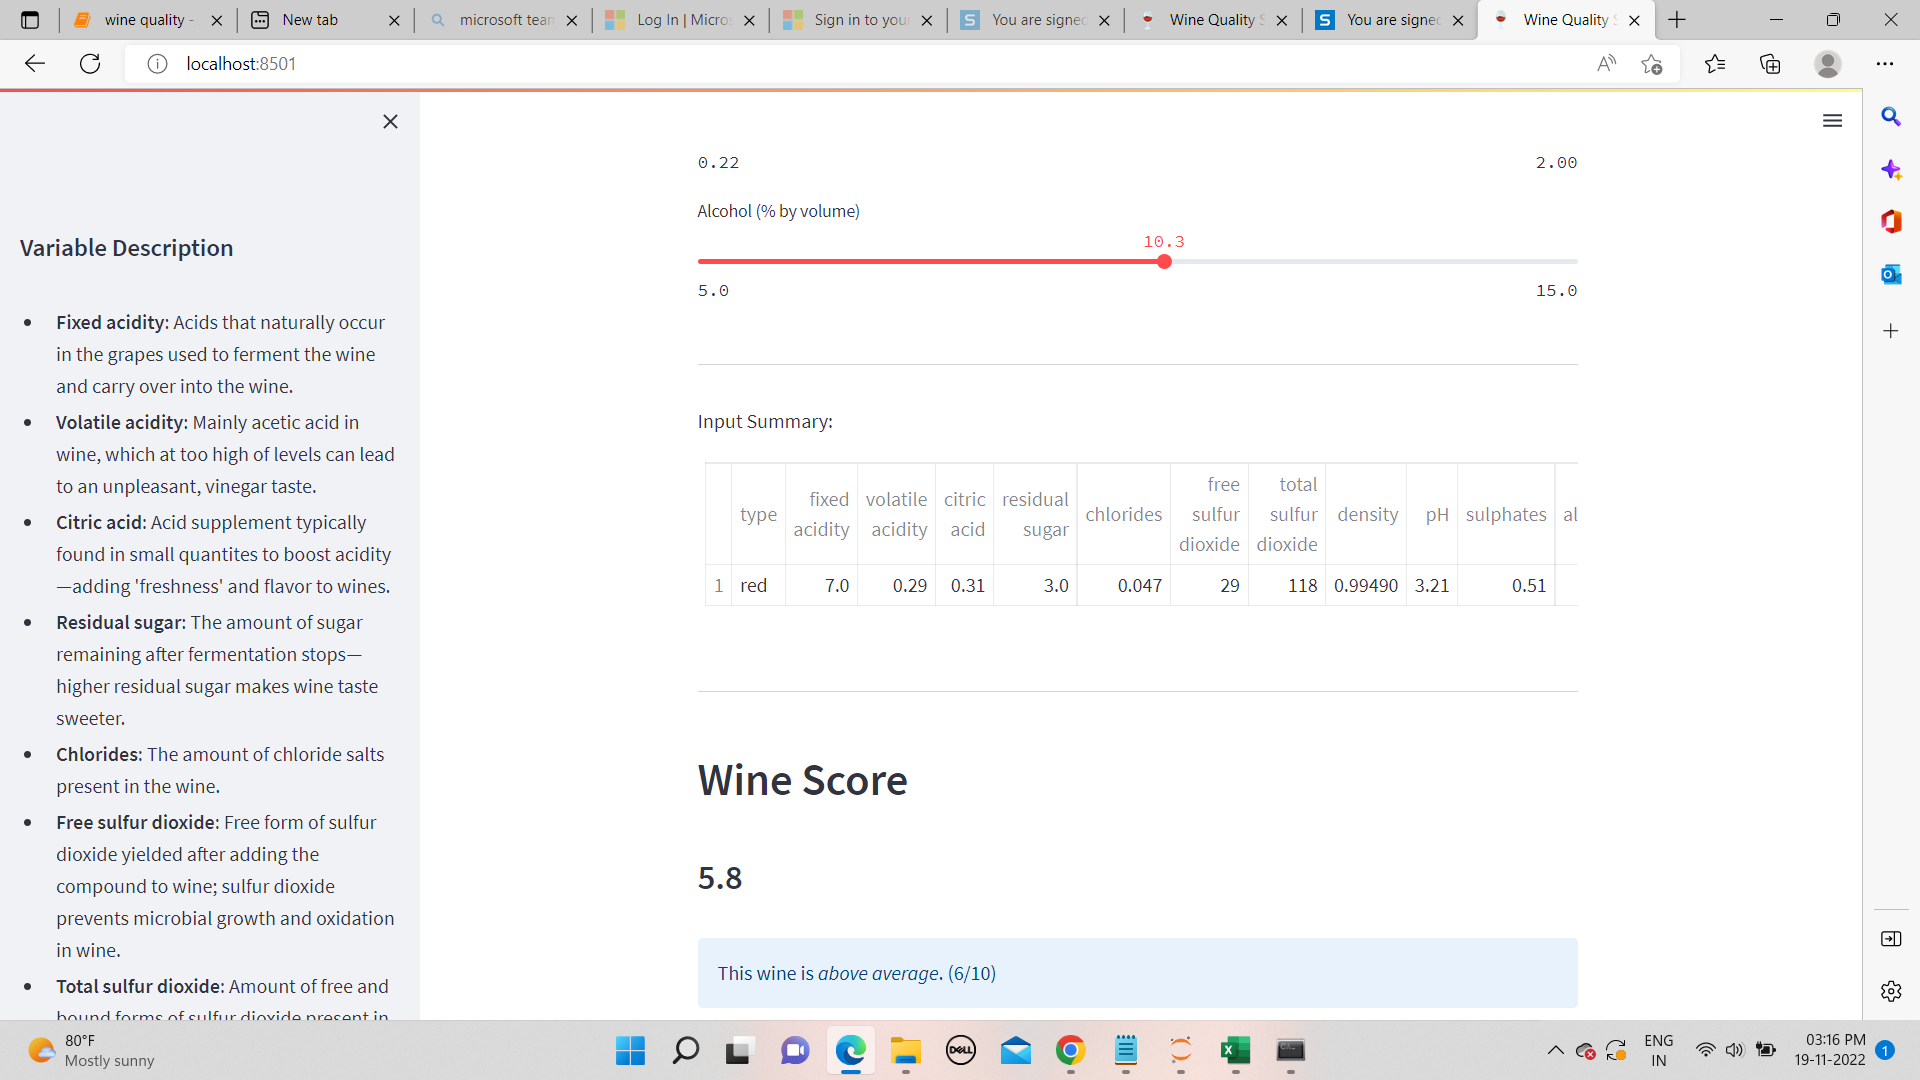 wine quality -
New tab
microsoft tean
Log In | Micros
Sign in to your
You are signed
Wine Quality S
You are signed
Wine Quality S
localhost:8501
Variable Description
Fixed acidity: Acids that naturally occur
in the grapes used to ferment the wine
and carry over into the wine.
Volatile acidity: Mainly acetic acid in
wine, which at too high of levels can lead
to an unpleasant, vinegar taste.
Citric acid: Acid supplement typically
found in small quantites to boost acidity
—adding 'freshness' and flavor to wines.
Residual sugar: The amount of sugar
remaining after fermentation stops—
higher residual sugar makes wine taste
sweeter.
Chlorides: The amount of chloride salts
present in the wine.
Free sulfur dioxide: Free form of sulfur
dioxide yielded after adding the
compound to wine; sulfur dioxide
prevents microbial growth and oxidation
in wine.
Total sulfur dioxide: Amount of free and
bound forms of sulfur dioxide present in
0.22 2.00
Alcohol (% by volume)
10.3
5.0 15.0
Input Summary:
type fixed acidity volatile acidity citric acid residual sugar chlorides free sulfur dioxide total sulfur dioxide density pH sulphates al
1 red 7.0 0.29 0.31 3.0 0.047 29 118 0.99490 3.21 0.51
Wine Score
5.8
This wine is above average. (6/10)
80°F
Mostly sunny
DELL
ENG
IN
03:16 PM
19-11-2022
1